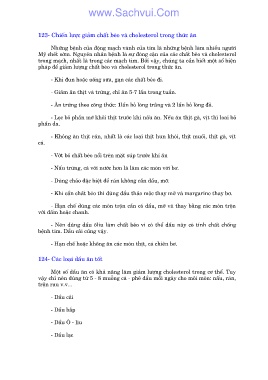 www.Sachvui.Com
123- Chiến lược giảm chất béo và cholesterol trong thức ăn
Những bệnh của động mạch vành của tim là những bệnh làm nhiều người
Mỹ chết sớm. Nguyên nhân bệnh là sự đóng cặn của các chất béo và cholesterol
trong mạch, nhất là trong các mạch tim. Bởi vậy, chúng ta cần biết một số biện
pháp để giảm lượng chất béo và cholesterol trong thức ăn.
- Khi đun hoặc uống sữa, gạn các chất béo đi.
- Giảm ăn thịt và trứng, chỉ ăn 5-7 lần trong tuần.
- Ăn trứng theo công thức: 1 lần bỏ lòng trắng và 2 lần bỏ lòng đỏ.
- Lọc bỏ phần mỡ khỏi thịt trước khi nấu ăn. Nếu ăn thịt gà, vịt thì loại bỏ
phần da.
- Không ăn thịt rán, nhất là các loại thịt hun khói, thịt muối, thịt gà, vịt
cả.
- Vớt bỏ chất béo nổi trên mặt súp trước khi ăn
- Nấu trứng, cá với nước hơn là làm các món với bơ.
- Dùng chảo đặc biệt để rán không cần dầu, mỡ.
- Khi cần chất béo thì dùng dầu thảo mộc thay mỡ và margarine thay bơ.
- Hạn chế dùng các món trộn cần có dầu, mỡ và thay bằng các món trộn
với dấm hoặc chanh.
- Nên dùng dầu ôliu làm chất béo vì có thể dầu này có tính chất chống
bệnh tim. Dầu cải cũng vậy.
- Hạn chế hoặc không ăn các món thịt, cá chiên bơ.
124- Các loại dầu ăn tốt
Một số dầu ăn có khả năng làm giảm lượng cholesterol trong cơ thể. Tuy
vậy chỉ nên dùng từ 5 - 8 muỗng cà - phê dầu mỗi ngày cho mỗi món: nấu, rán,
trộn rau v.v...
- Dầu cải
- Dầu bắp
- Dầu Ô - liu
- Dầu lạc